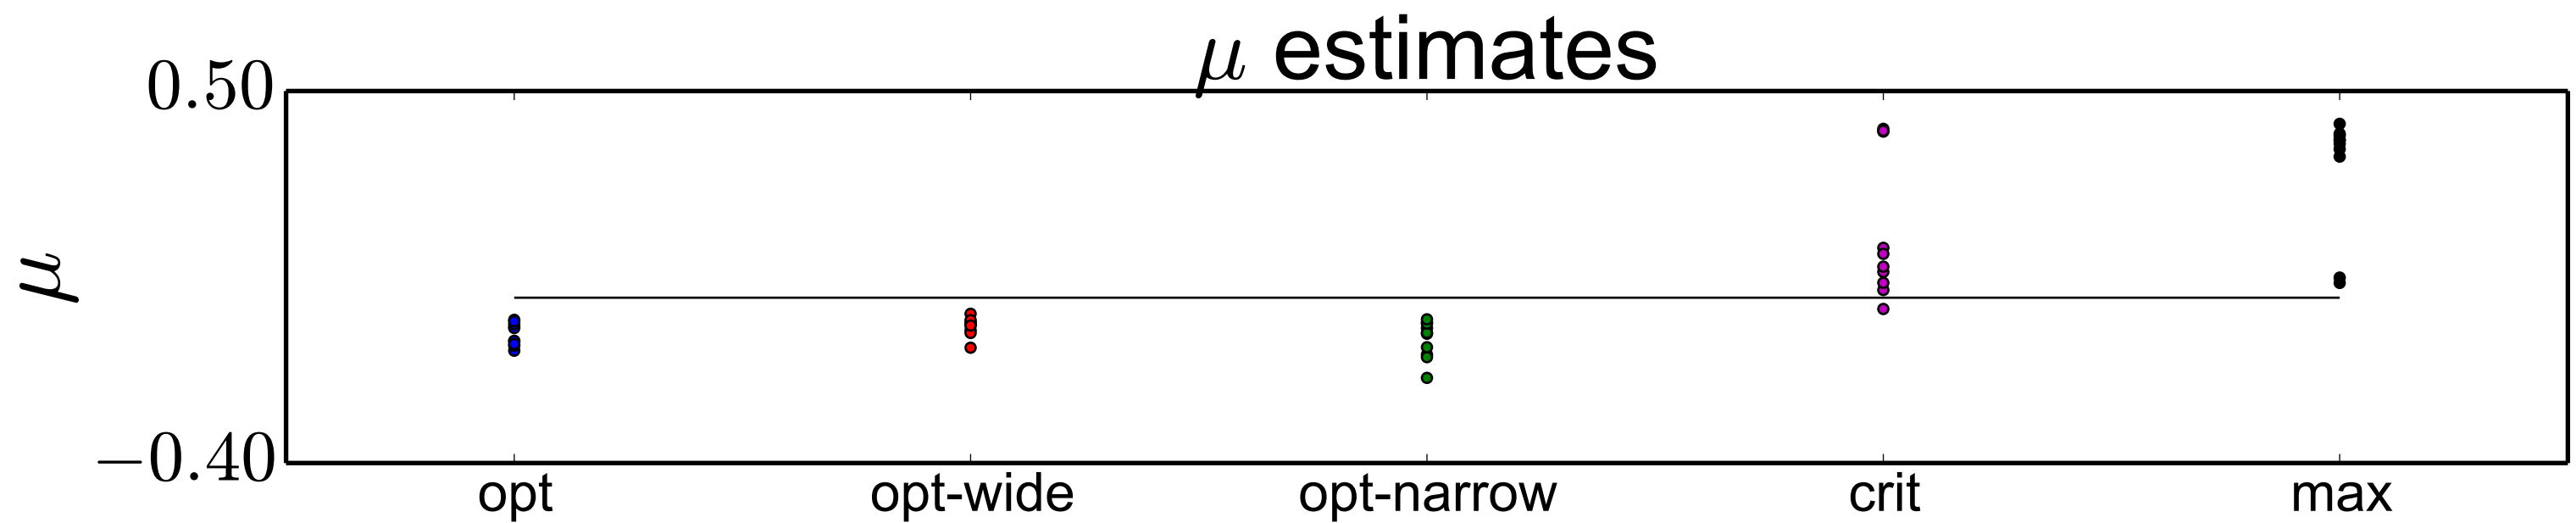 μ estimates
0.50
μ
−0.40
opt opt-wide opt-narrow crit max